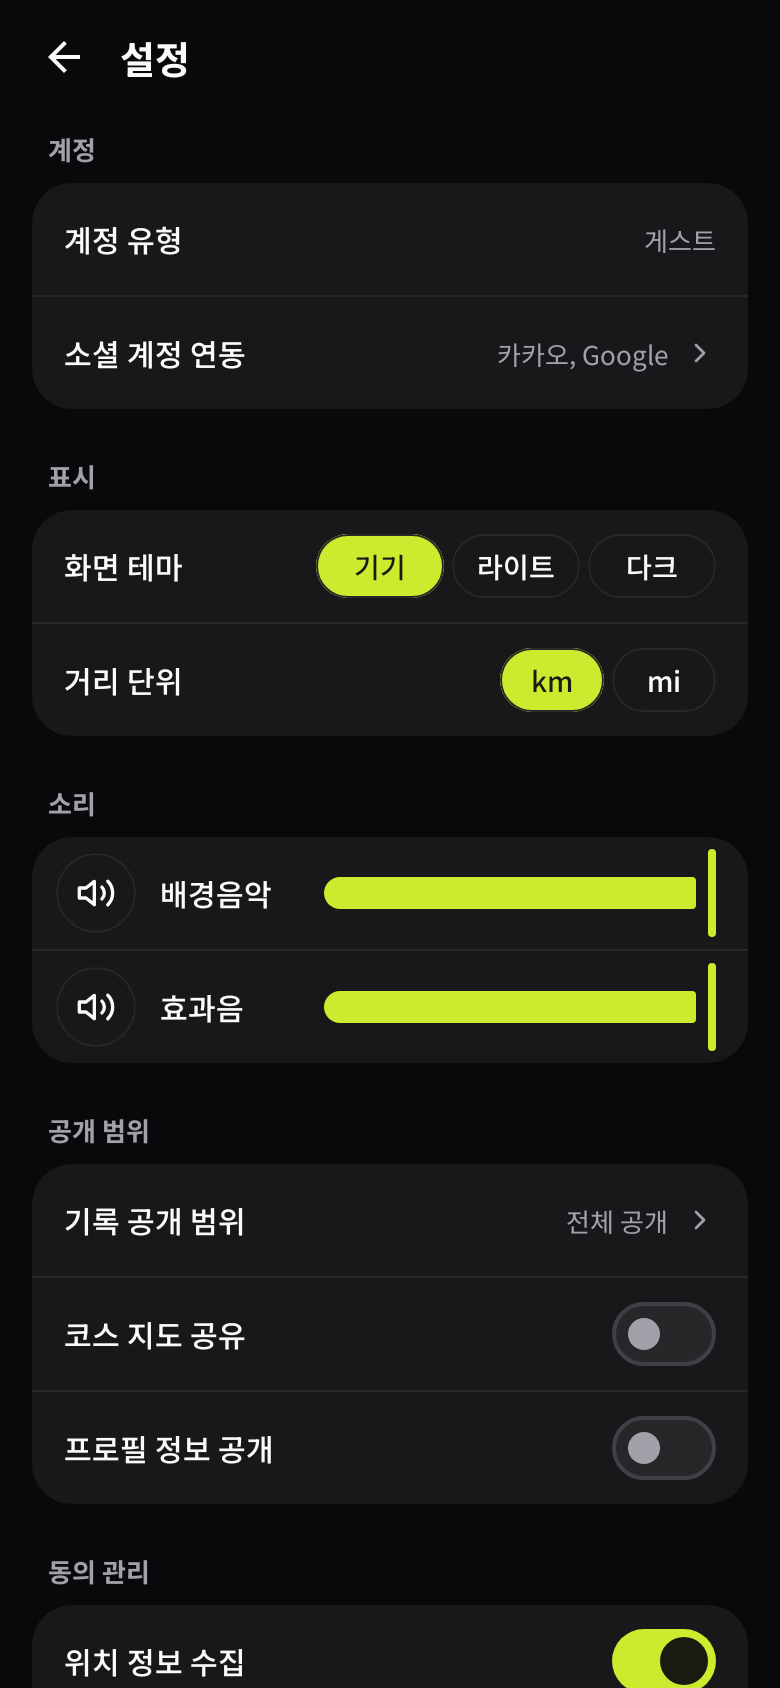 설정
계정
계정 유형 게스트
소셜 계정 연동 카카오, Google
표시
화면 테마 기기 라이트 다크
거리 단위 km mi
소리
배경음악
효과음
공개 범위
기록 공개 범위 전체 공개
코스 지도 공유
프로필 정보 공개
동의 관리
위치 정보 수집